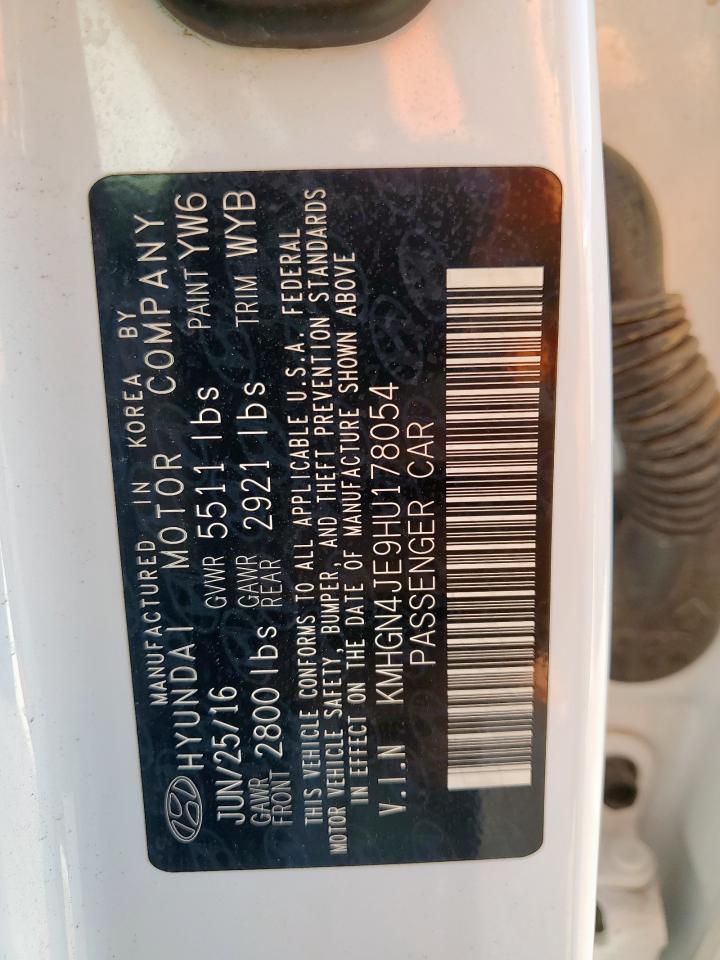 MANUFACTURED IN KOREA BY
HYUNDAI MOTOR COMPANY
JUN/25/16 GVWR 5511 lbs PAINT YW6
GAWR FRONT 2800 lbs GAWR REAR 2921 lbs TRIM WYB
THIS VEHICLE CONFORMS TO ALL APPLICABLE U.S.A. FEDERAL
MOTOR VEHICLE SAFETY, BUMPER, AND THEFT PREVENTION STANDARDS
IN EFFECT ON THE DATE OF MANUFACTURE SHOWN ABOVE
V.I.N KMHGN4JE9HU178054
PASSENGER CAR